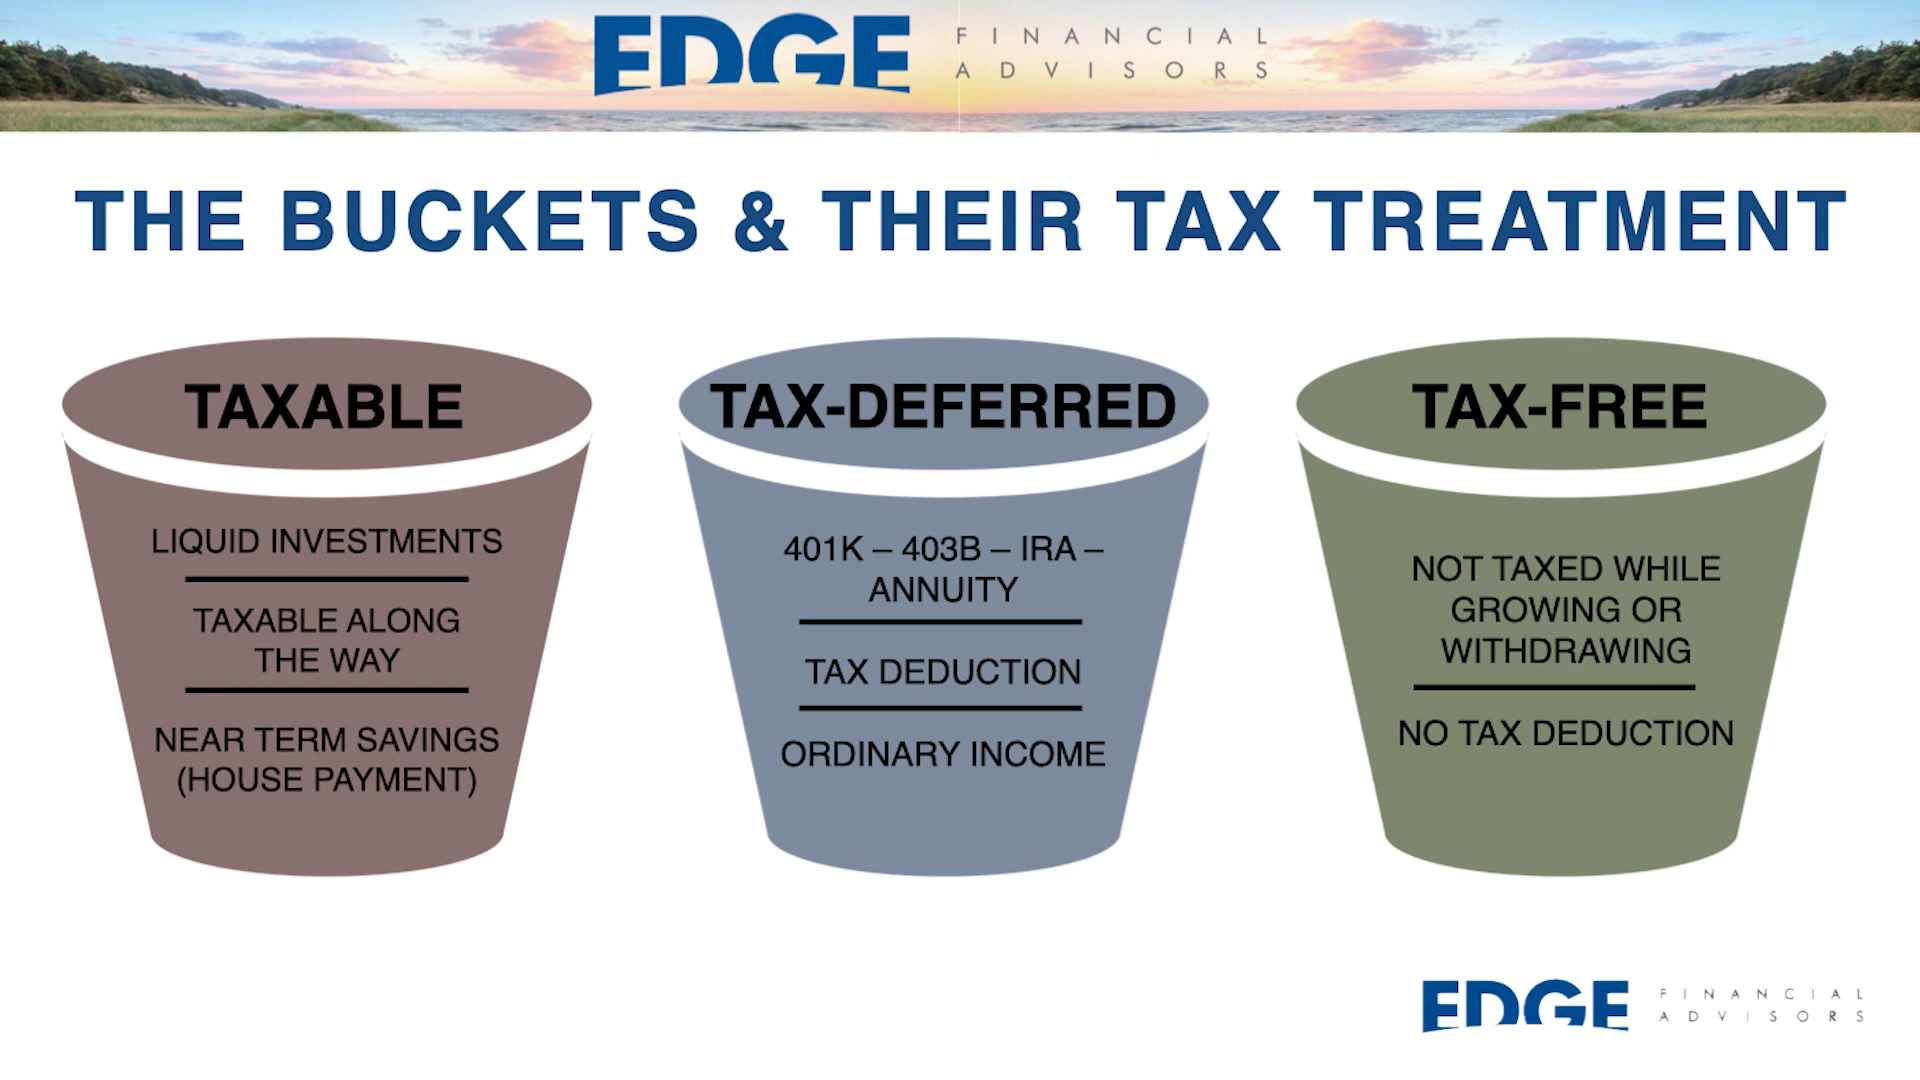 EDGE FINANCIAL
ADVISORS
THE BUCKETS & THEIR TAX TREATMENT
TAXABLE
LIQUID INVESTMENTS
TAXABLE ALONG
THE WAY
NEAR TERM SAVINGS
(HOUSE PAYMENT)
TAX-DEFERRED
401K – 403B – IRA –
ANNUITY
TAX DEDUCTION
ORDINARY INCOME
TAX-FREE
NOT TAXED WHILE
GROWING OR
WITHDRAWING
NO TAX DEDUCTION
EDGE FINANCIAL
ADVISORS